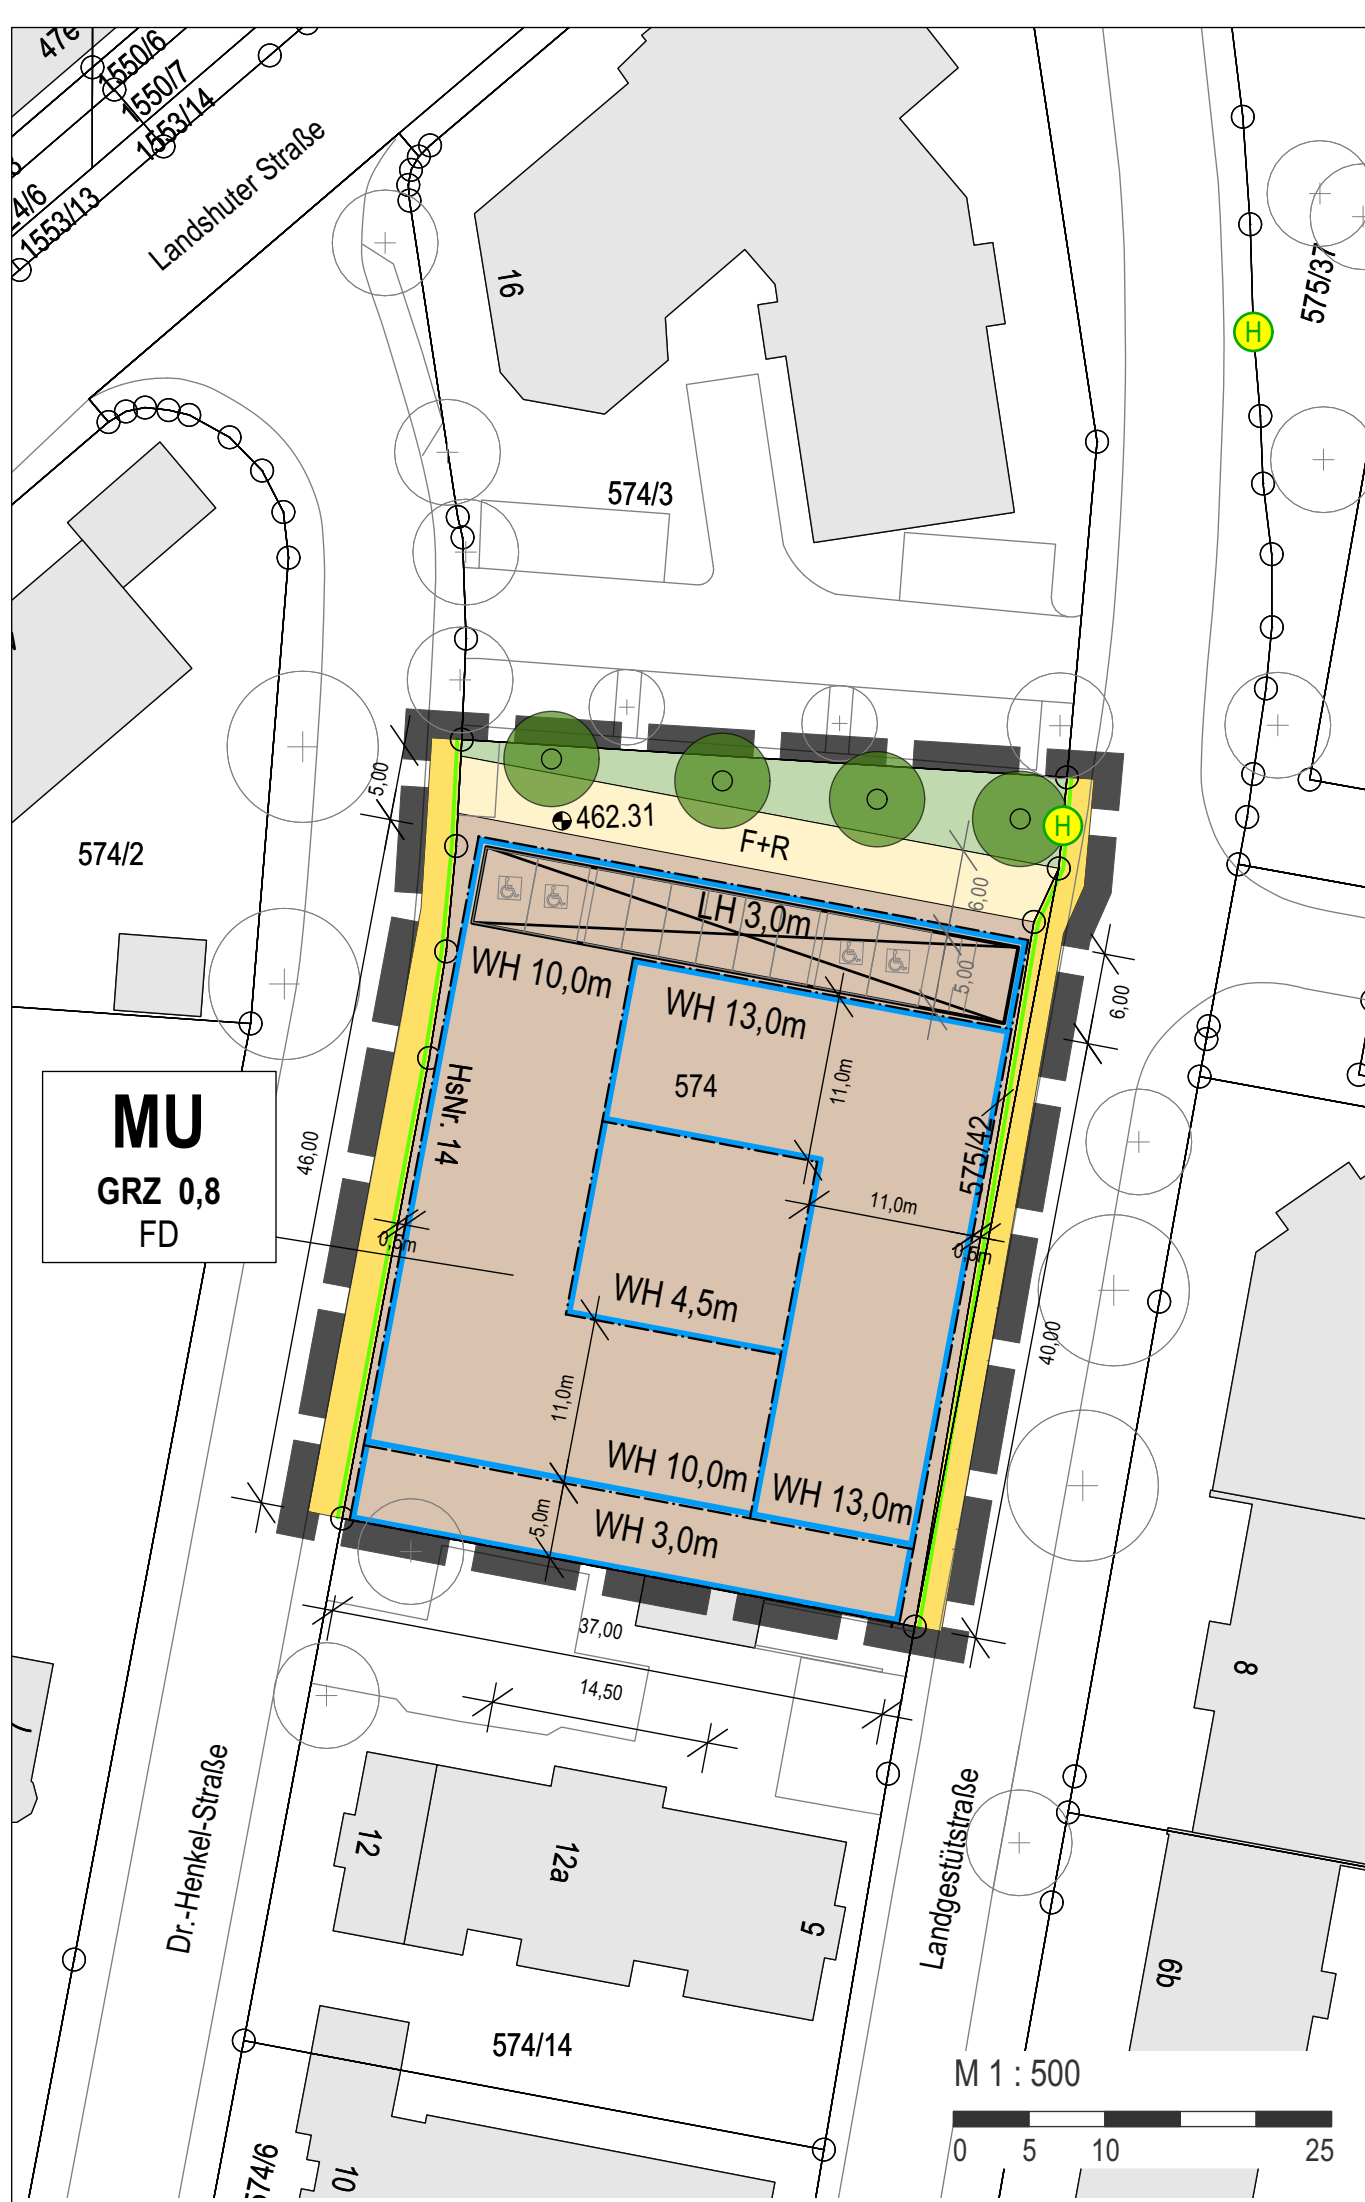 47e
1550/6
1550/7
1553/14
1553/13
Landshuter Straße
16
575/37
H
574/3
5,00
462.31
F+R
H
574/2
LH 3,0m
6,00
5,00
WH 10,0m
WH 13,0m
6,00
574
11,0m
HsNr. 14
575/42
MU
GRZ 0,8
FD
46,00
11,0m
0,5m
0,5m
WH 4,5m
40,00
11,0m
WH 10,0m
WH 13,0m
5,0m
WH 3,0m
37,00
14,50
8
7
Dr.-Henkel-Straße
Landgestütstraße
12
12a
5
6b
574/14
M 1 : 500
0 5 10 25
10